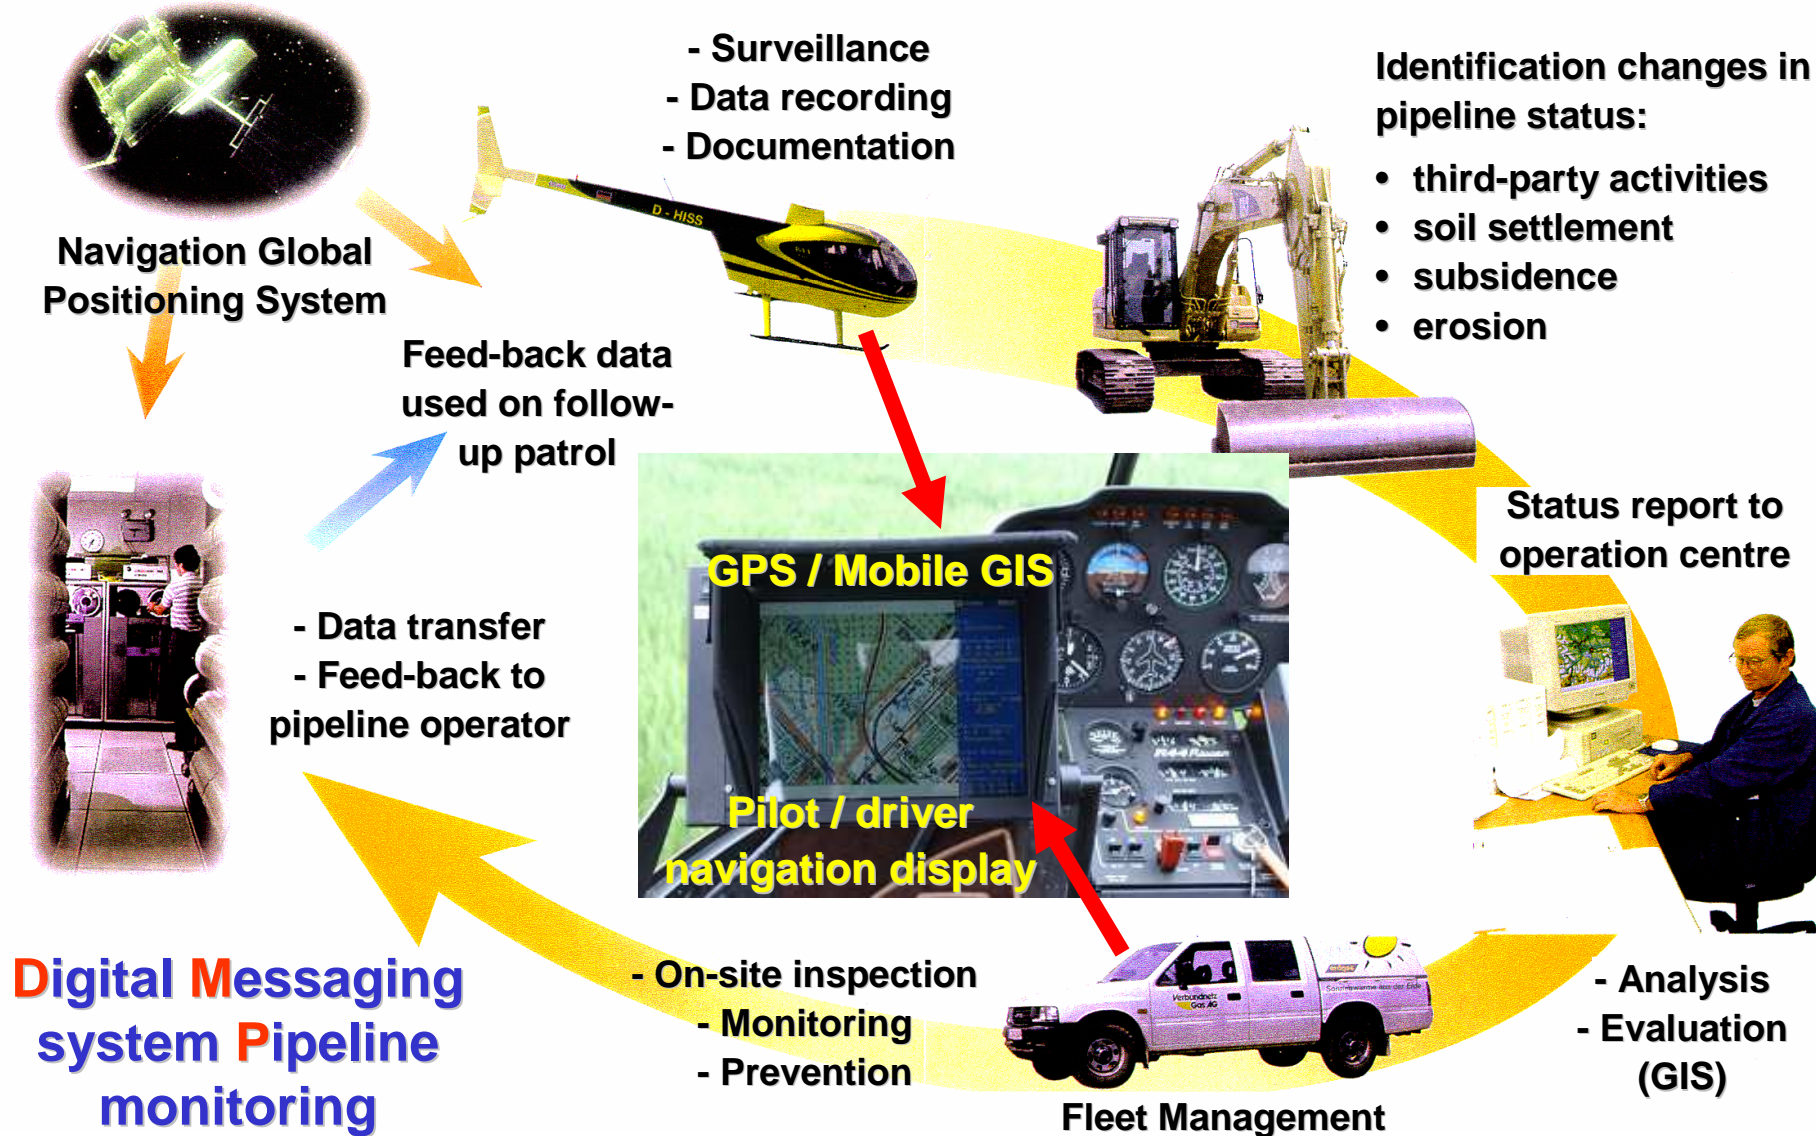 - Surveillance
- Data recording
- Documentation
Identification changes in
pipeline status:
• third-party activities
• soil settlement
• subsidence
• erosion
Navigation Global
Positioning System
D - HISS
Feed-back data
used on follow-
up patrol
Status report to
operation centre
GPS / Mobile GIS
- Data transfer
- Feed-back to
pipeline operator
Pilot / driver
navigation display
Digital Messaging
system Pipeline
monitoring
- On-site inspection
- Monitoring
- Prevention
Verbundnetz
Gas AG
Fleet Management
- Analysis
- Evaluation
(GIS)